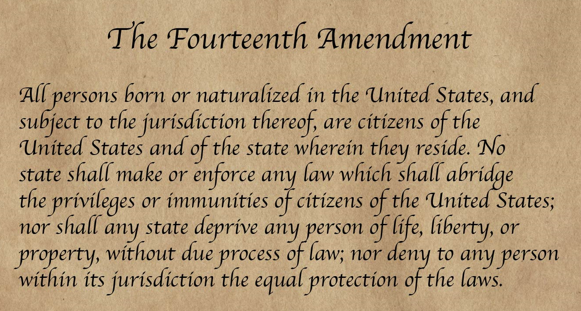 The Fourteenth Amendment
All persons born or naturalized in the United States, and
subject to the jurisdiction thereof, are citizens of the
United States and of the state wherein they reside. No
state shall make or enforce any law which shall abridge
the privileges or immunities of citizens of the United States;
nor shall any state deprive any person of life, liberty, or
property, without due process of law; nor deny to any person
within its jurisdiction the equal protection of the laws.